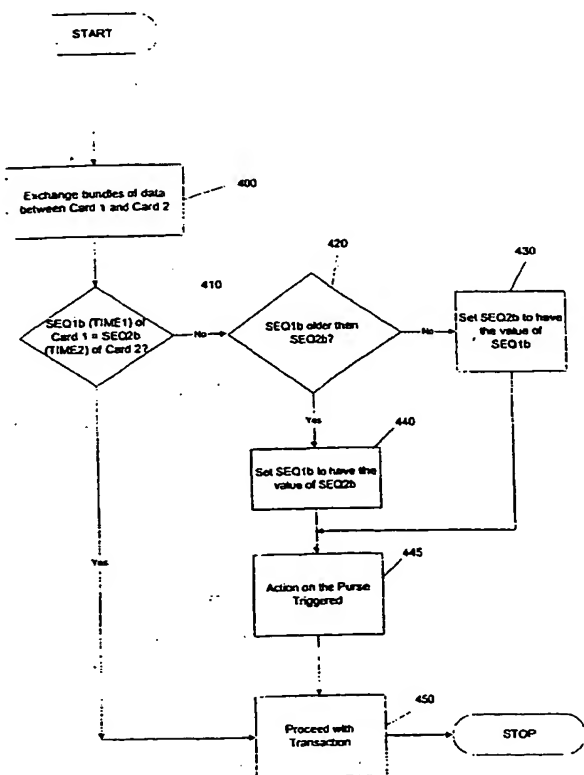 START
Exchange bundles of data
between Card 1 and Card 2
400
410
SEQ1b (TIME1) of
Card 1 = SEQ2b
(TIME2) of Card 2?
No
420
SEQ1b older than
SEQ2b?
No
430
Set SEQ2b to have
the value of
SEQ1b
Yes
440
Set SEQ1b to have the
value of SEQ2b
Yes
445
Action on the Purse
Triggered
450
Proceed with
Transaction
STOP